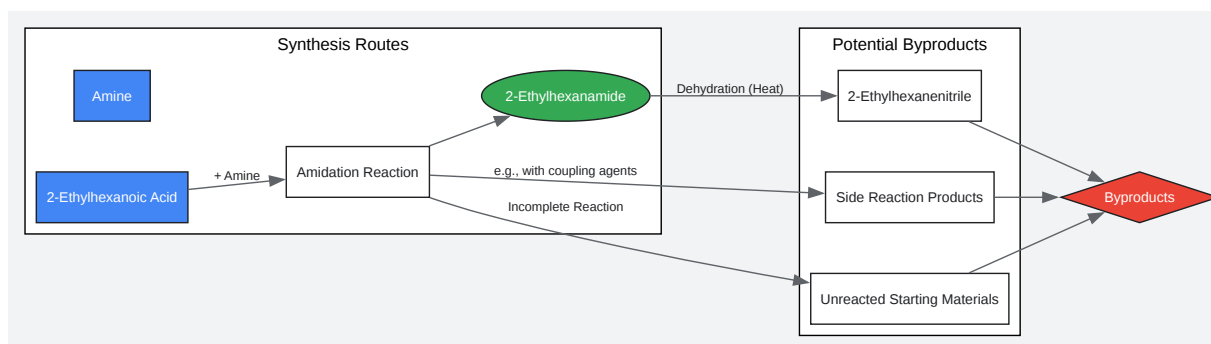 Synthesis Routes
Potential Byproducts
Amine
2-Ethylhexanamide
Dehydration (Heat)
2-Ethylhexanenitrile
2-Ethylhexanoic Acid
+ Amine
Amidation Reaction
e.g., with coupling agents
Side Reaction Products
Byproducts
Incomplete Reaction
Unreacted Starting Materials